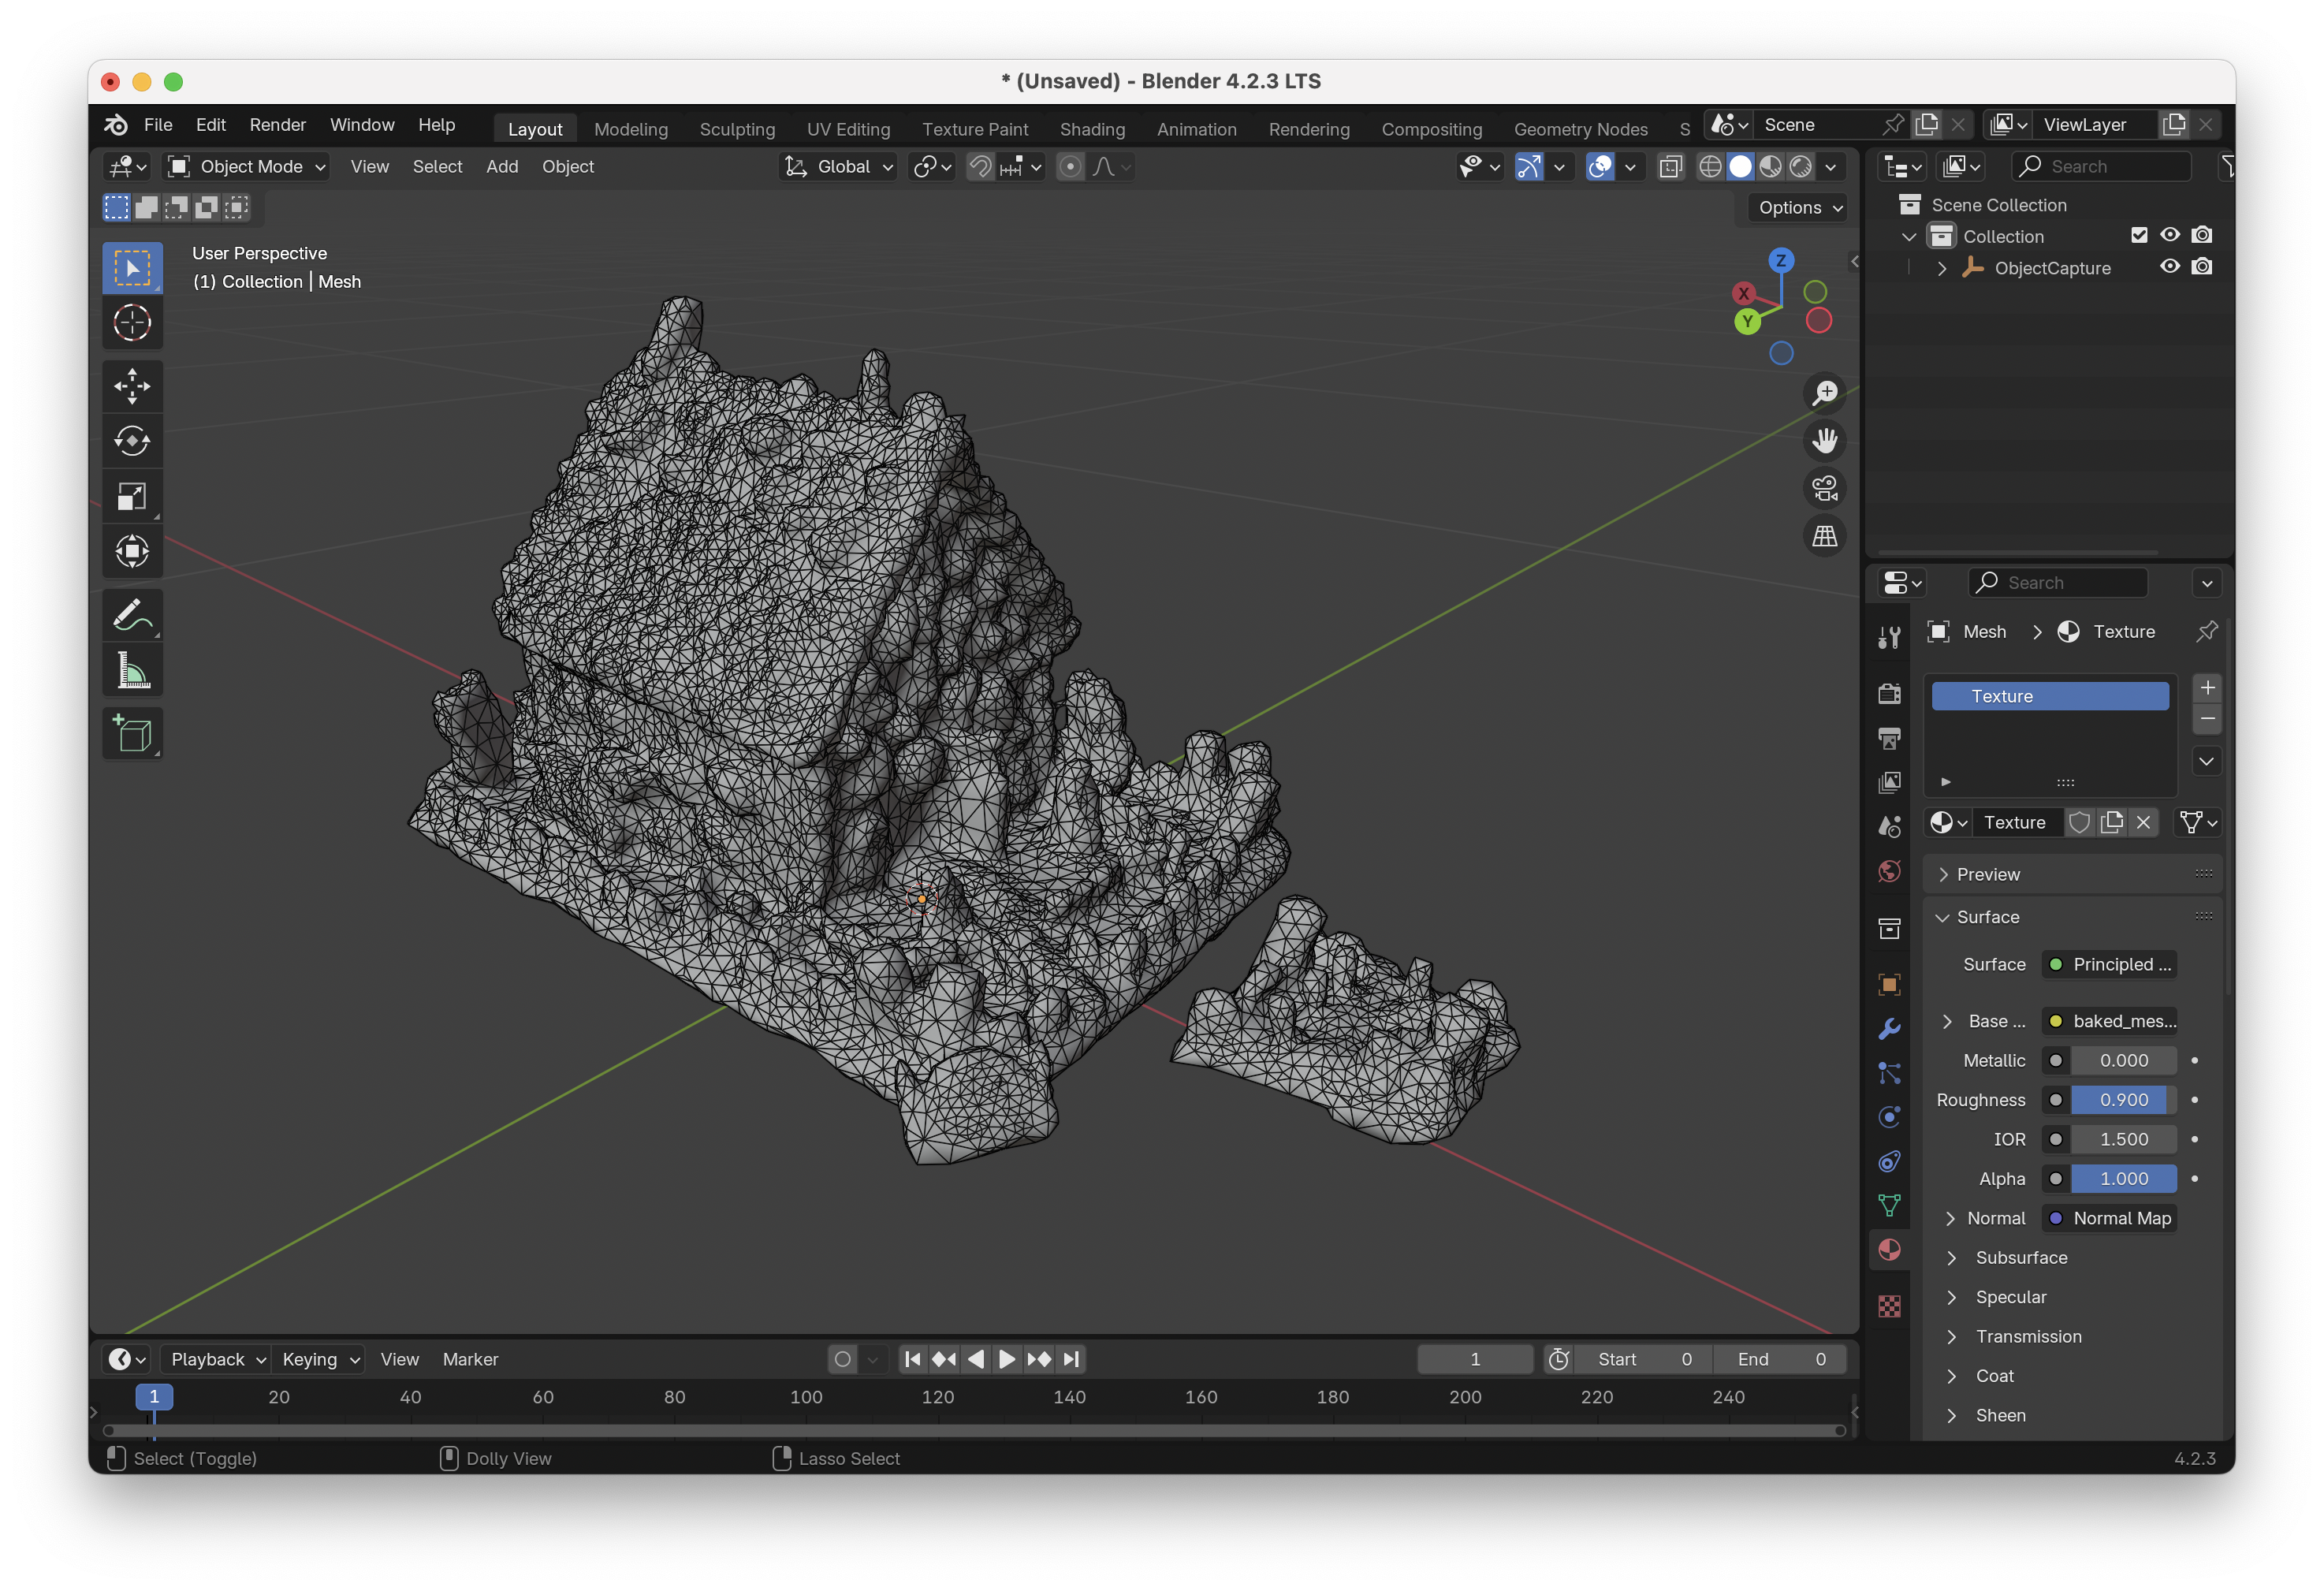 * (Unsaved) - Blender 4.2.3 LTS
File Edit Render Window Help Layout Modeling Sculpting UV Editing Texture Paint Shading Animation Rendering Compositing Geometry Nodes S Scene ViewLayer
Object Mode View Select Add Object Global Search
Options
User Perspective
(1) Collection | Mesh
Z
X
Y
Scene Collection
Collection
ObjectCapture
Search
Mesh > Texture
Texture
Texture
Preview
Surface
Surface Principled ...
Base ... baked_mes...
Metallic 0.000
Roughness 0.900
IOR 1.500
Alpha 1.000
Normal Normal Map
Subsurface
Specular
Transmission
Coat
Sheen
Playback Keying View Marker 1 Start 0 End 0
1 20 40 60 80 100 120 140 160 180 200 220 240
Select (Toggle) Dolly View Lasso Select 4.2.3